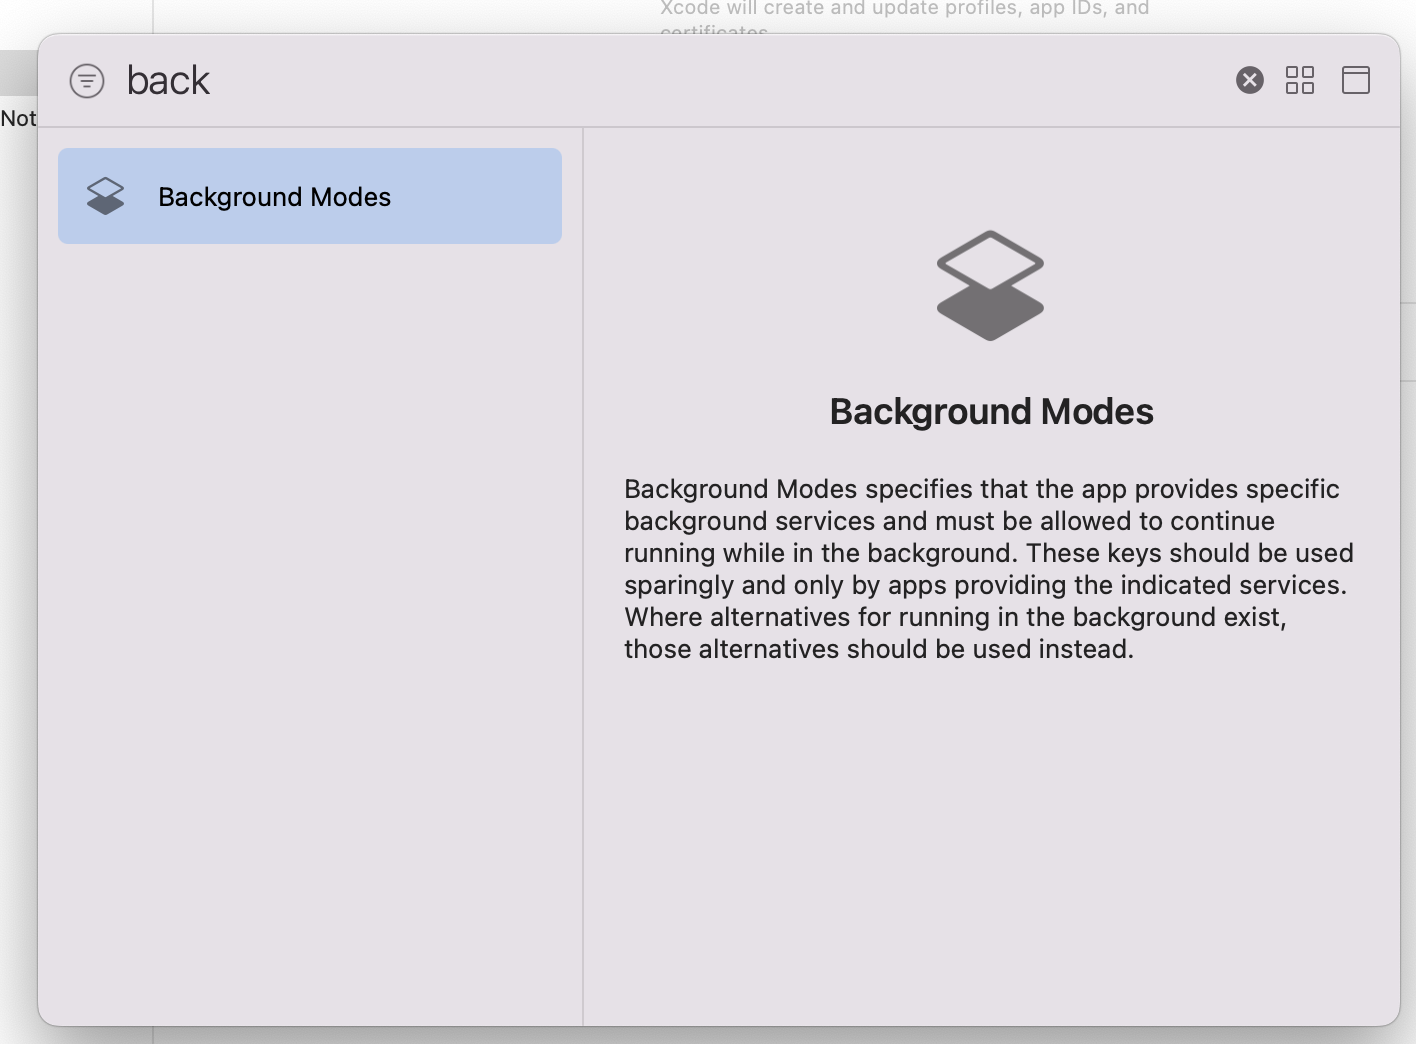 Xcode will create and update profiles, app IDs, and
certificates.
back
Not
Background Modes
Background Modes
Background Modes specifies that the app provides specific
background services and must be allowed to continue
running while in the background. These keys should be used
sparingly and only by apps providing the indicated services.
Where alternatives for running in the background exist,
those alternatives should be used instead.